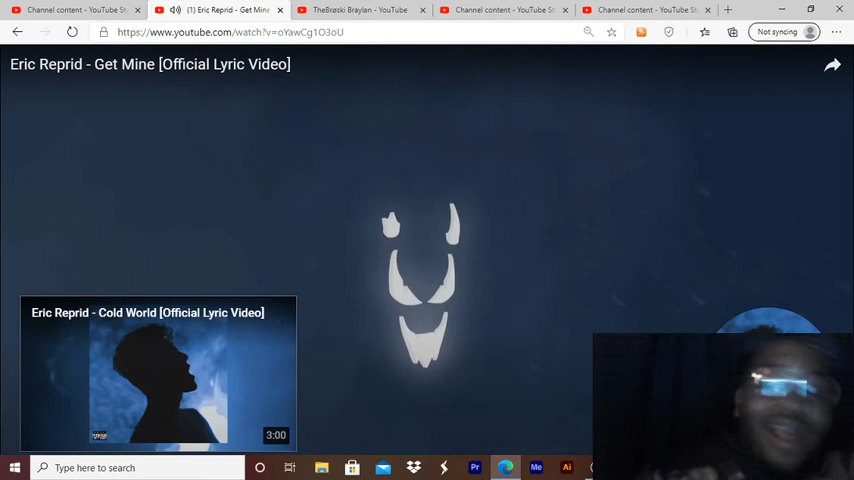 Channel content - YouTube St
(1) Eric Reprid - Get Mine
TheBrøski Braylan - YouTube
Channel content - YouTube St
Channel content - YouTube St
https://www.youtube.com/watch?v=oYawCg1O3oU
Not syncing
Eric Reprid - Get Mine [Official Lyric Video]
Eric Reprid - Cold World [Official Lyric Video]
3:00
Type here to search
Pr
Me
Ai